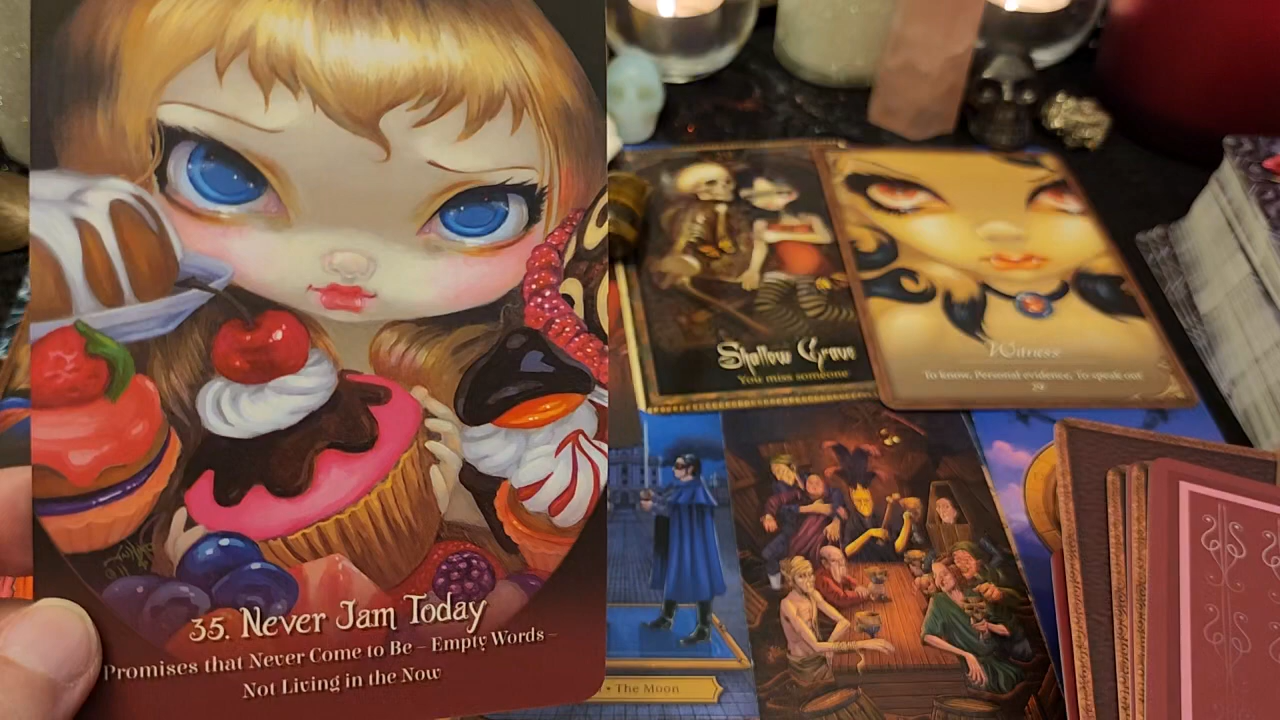 35. Never Jam Today
Promises that Never Come to Be – Empty Words –
Not Living in the Now
Shallow Grave
You miss someone
Witness
To know, Personal evidence, To speak out
• The Moon